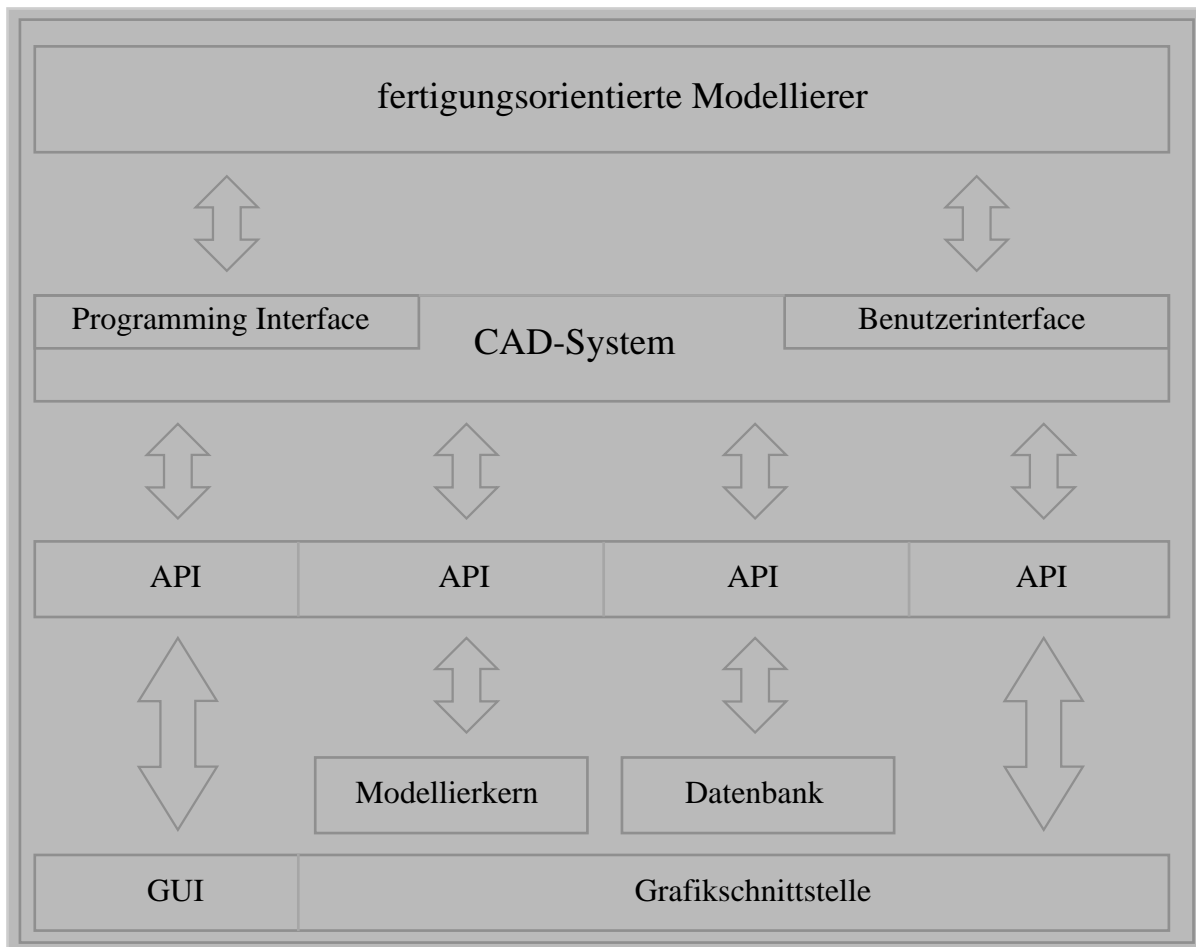 fertigungsorientierte Modellierer
Programming Interface
CAD-System
Benutzerinterface
API
API
API
API
Modellierkern
Datenbank
GUI
Grafikschnittstelle